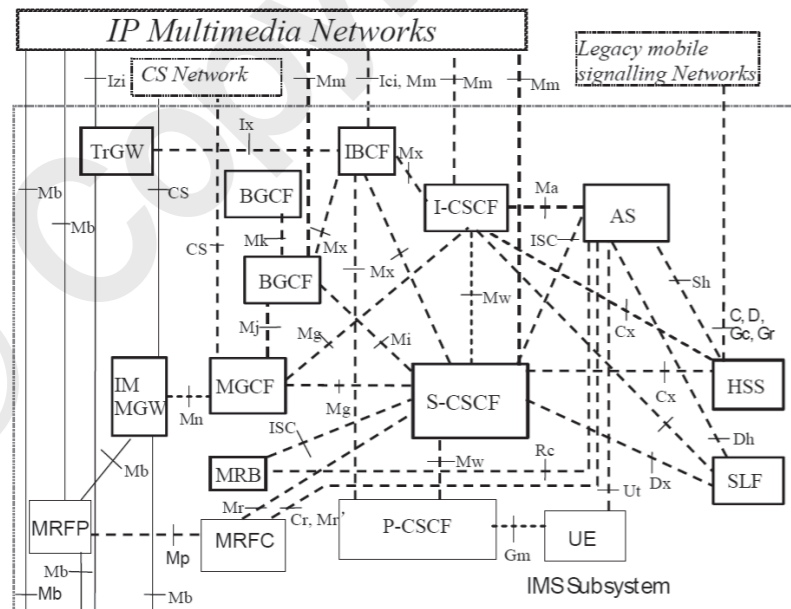 IP Multimedia Networks
Legacy mobile
signalling Networks
CS Network
Izi
Mm
Ici, Mm
Mm
Mm
Ix
TrGW
IBCF
Mx
Mb
Mb
CS
BGCF
I-CSCF
Ma
AS
CS
Mk
Mx
Mx
ISC
BGCF
Mw
Sh
Cx
C, D,
Gc, Gr
Mj
Mg
Mi
IM
MGW
Mn
MGCF
Mg
S-CSCF
Cx
HSS
ISC
Mb
MRB
Mw
Rc
Dh
Dx
SLF
Mr
Cr, Mr’
Ut
MRFP
Mp
MRFC
P-CSCF
Gm
UE
Mb
Mb
Mb
IMS Subsystem
Copy